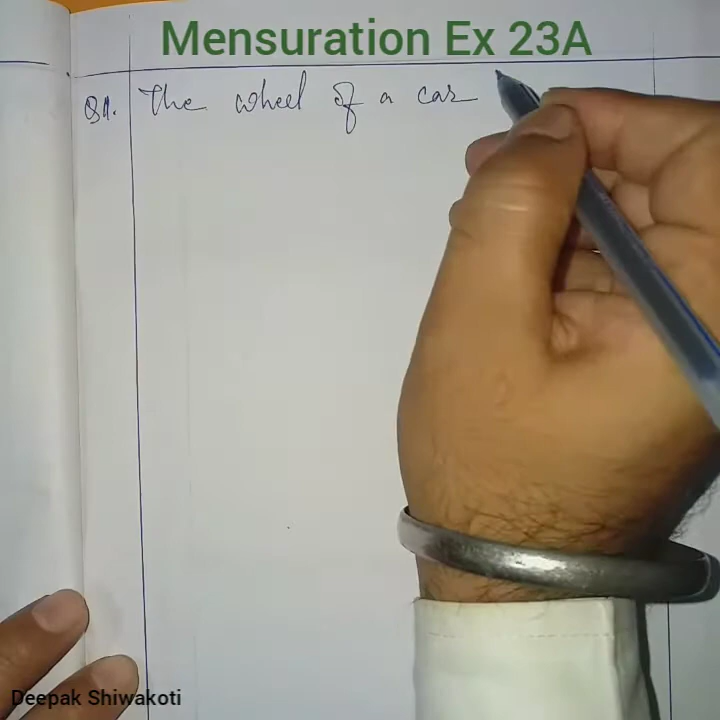 Mensuration Ex 23A
Q1. The wheel of a car
Deepak Shiwakoti